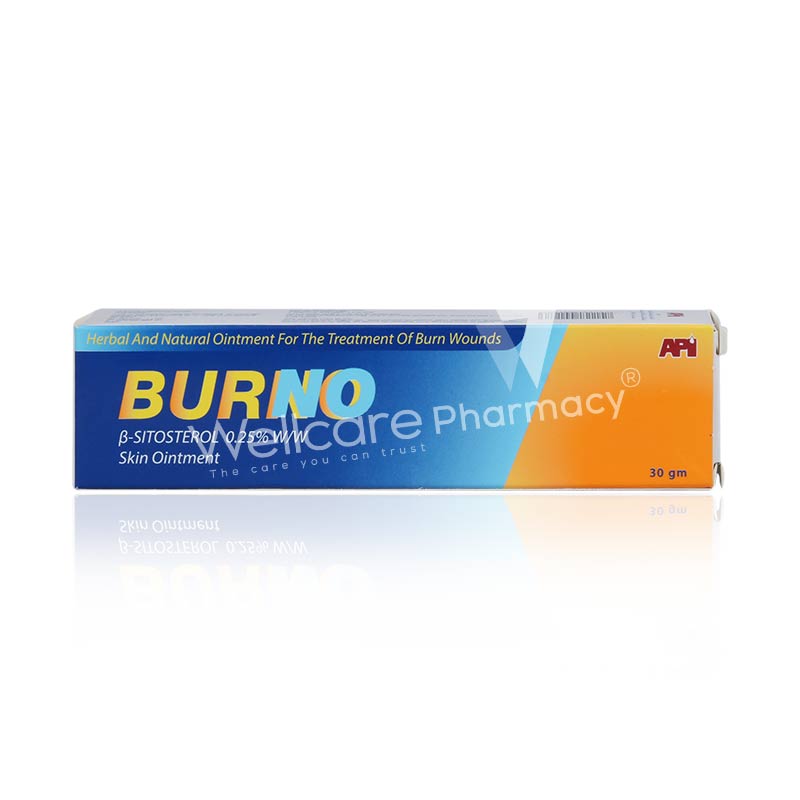 Herbal And Natural Ointment For The Treatment Of Burn Wounds
API
BURNO
β-SITOSTEROL 0.25% W/W
Skin Ointment
30 gm
Wellcare Pharmacy®
The care you can trust